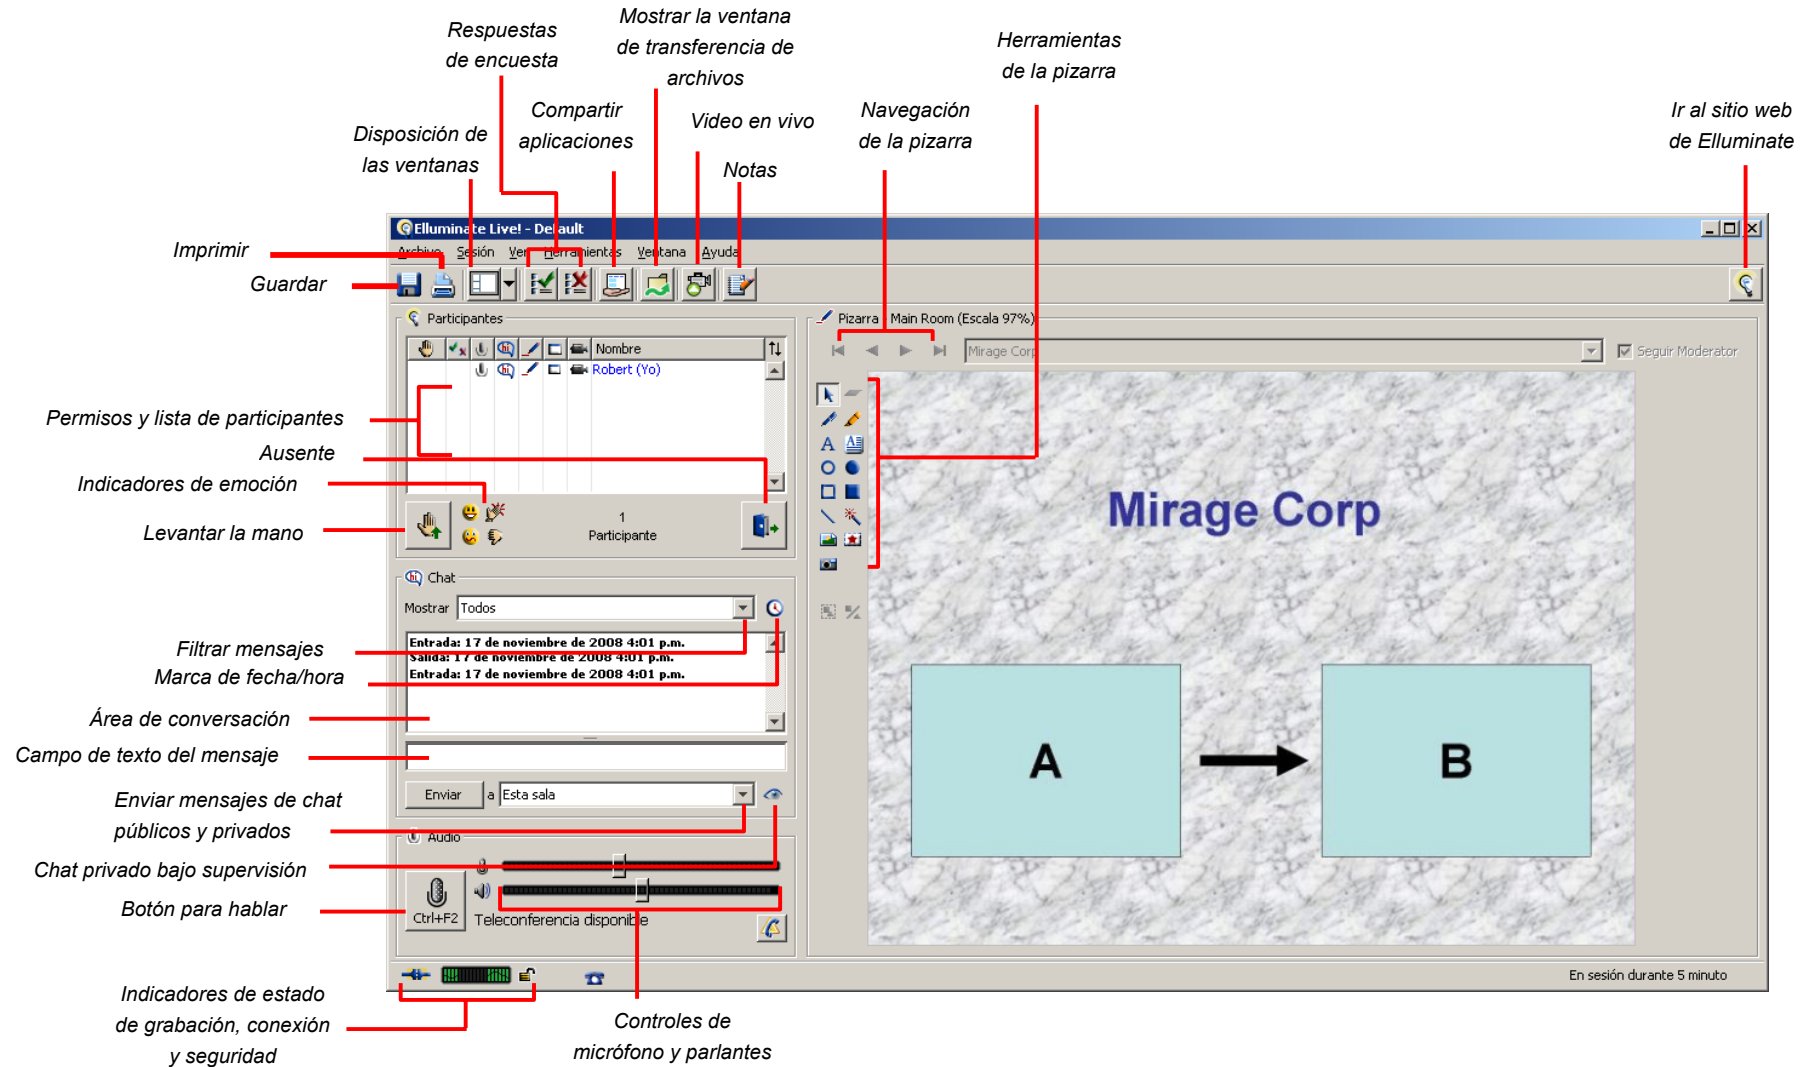 Respuestas
de encuesta
Mostrar la ventana
de transferencia de
archivos
Herramientas
de la pizarra
Disposición de
las ventanas
Compartir
aplicaciones
Video en vivo
Notas
Navegación
de la pizarra
Ir al sitio web
de Elluminate
Imprimir
Guardar
Elluminate Live! - Default
Archivo Sesión Ver Herramientas Ventana Ayuda
Participantes
Nombre
Robert (Yo)
Permisos y lista de participantes
Ausente
Indicadores de emoción
Levantar la mano
1
Participante
Chat
Mostrar Todos
Entrada: 17 de noviembre de 2008 4:01 p.m.
Salida: 17 de noviembre de 2008 4:01 p.m.
Entrada: 17 de noviembre de 2008 4:01 p.m.
Filtrar mensajes
Marca de fecha/hora
Área de conversación
Campo de texto del mensaje
Enviar a Esta sala
Enviar mensajes de chat
públicos y privados
Audio
Chat privado bajo supervisión
Botón para hablar
Ctrl+F2
Teleconferencia disponible
Pizarra - Main Room (Escala 97%)
Mirage Corp
Seguir Moderator
Mirage Corp
A
B
En sesión durante 5 minuto
Indicadores de estado
de grabación, conexión
y seguridad
Controles de
micrófono y parlantes